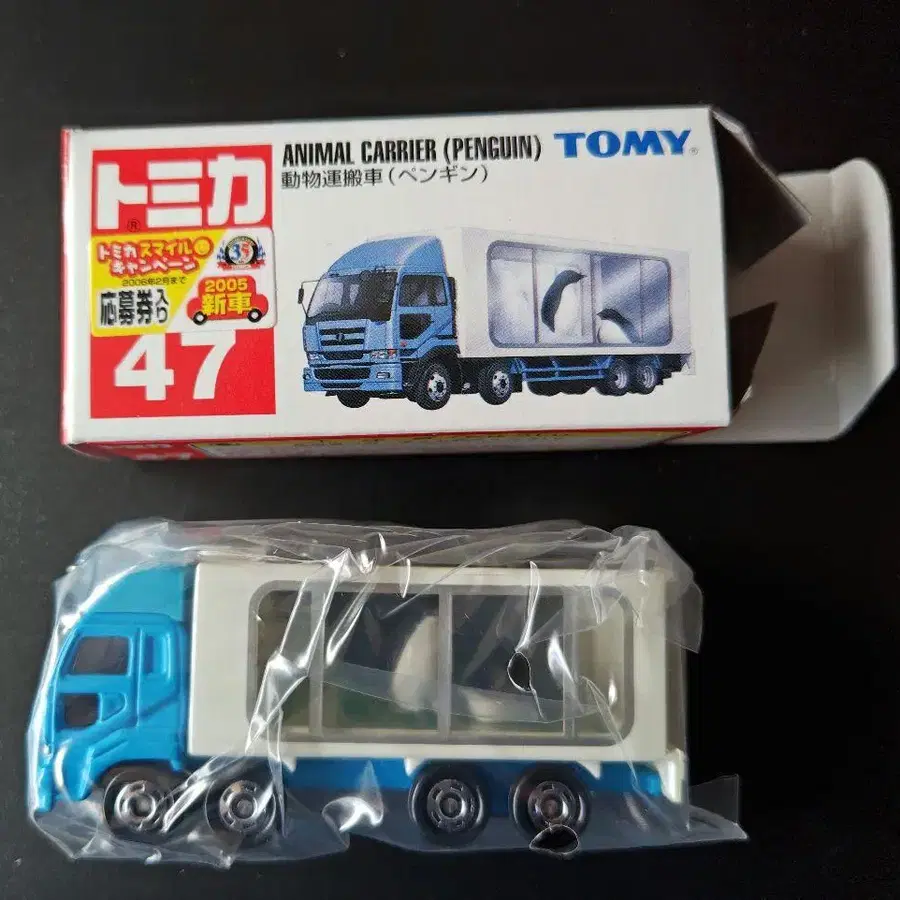 トミカ®
ANIMAL CARRIER (PENGUIN)
動物運搬車(ペンギン)
TOMY®
トミカスマイル
キャンペーン
2006年2月まで
応募券入り
35
2005
新車
47